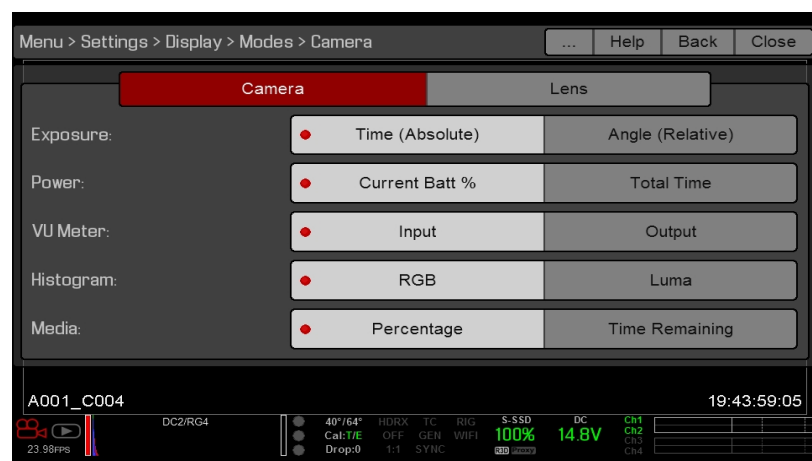 Menu > Settings > Display > Modes > Camera ... Help Back Close
Camera Lens
Exposure: Time (Absolute) Angle (Relative)
Power: Current Batt % Total Time
VU Meter: Input Output
Histogram: RGB Luma
Media: Percentage Time Remaining
A001_C004 19:43:59:05
DC2/RG4 40°/64° HDRX TC RIG S-SSD DC Ch1
Cal:T/E OFF GEN WIFI 100% 14.8V Ch2
23.98FPS Drop:0 1:1 SYNC R3D Proxy Ch3
Ch4